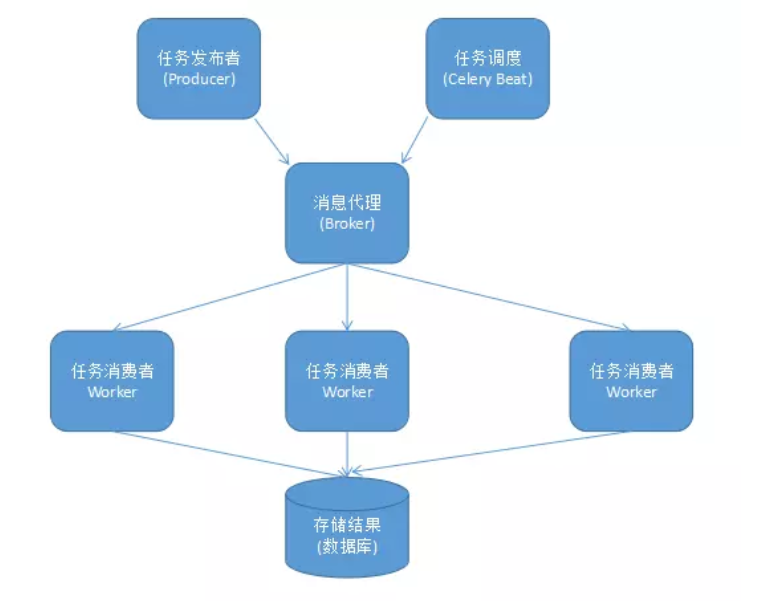 任务发布者
(Producer)
任务调度
(Celery Beat)
消息代理
(Broker)
任务消费者
Worker
任务消费者
Worker
任务消费者
Worker
存储结果
(数据库)